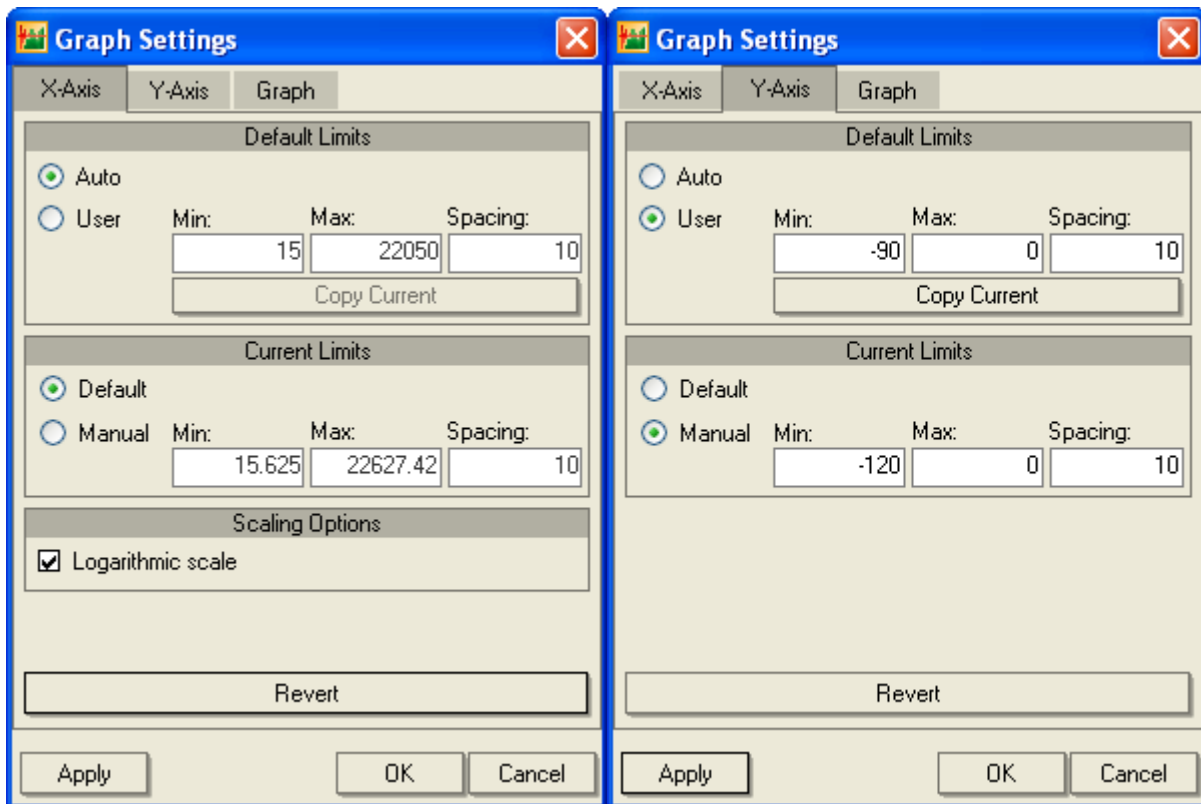 Graph Settings
X-Axis Y-Axis Graph
Default Limits
Auto
User Min: Max: Spacing:
15 22050 10
Copy Current
Current Limits
Default
Manual Min: Max: Spacing:
15.625 22627.42 10
Scaling Options
Logarithmic scale
Revert
Apply OK Cancel
Graph Settings
X-Axis Y-Axis Graph
Default Limits
Auto
User Min: Max: Spacing:
-90 0 10
Copy Current
Current Limits
Default
Manual Min: Max: Spacing:
-120 0 10
Revert
Apply OK Cancel